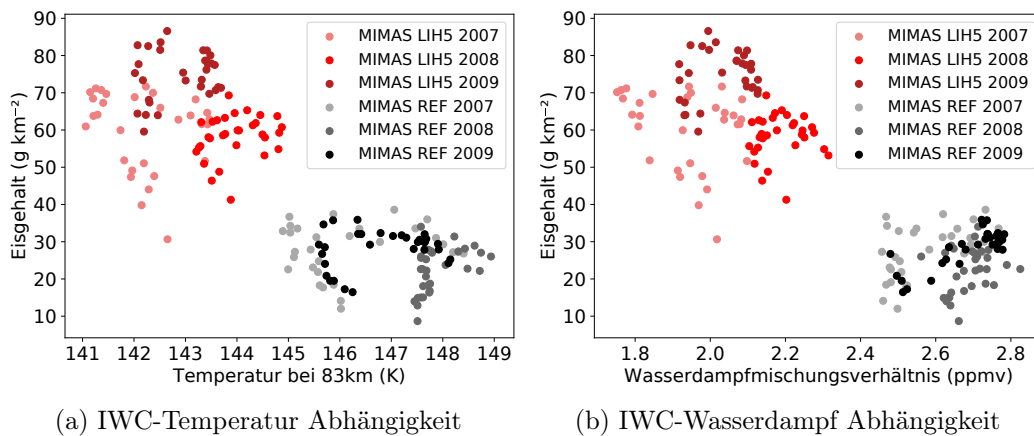 90
80
70
60
50
40
30
20
10
Eisgehalt (g km⁻²)
MIMAS LIH5 2007
MIMAS LIH5 2008
MIMAS LIH5 2009
MIMAS REF 2007
MIMAS REF 2008
MIMAS REF 2009
141 142 143 144 145 146 147 148 149
Temperatur bei 83km (K)
(a) IWC-Temperatur Abhängigkeit
90
80
70
60
50
40
30
20
10
Eisgehalt (g km⁻²)
MIMAS LIH5 2007
MIMAS LIH5 2008
MIMAS LIH5 2009
MIMAS REF 2007
MIMAS REF 2008
MIMAS REF 2009
1.8 2.0 2.2 2.4 2.6 2.8
Wasserdampfmischungsverhältnis (ppmv)
(b) IWC-Wasserdampf Abhängigkeit